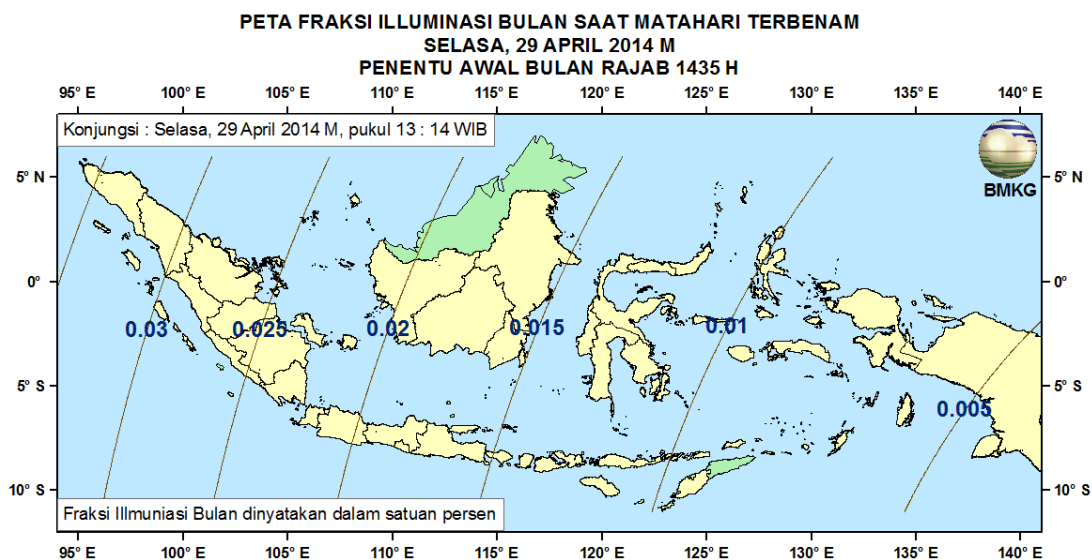 PETA FRAKSI ILLUMINASI BULAN SAAT MATAHARI TERBENAM
SELASA, 29 APRIL 2014 M
PENENTU AWAL BULAN RAJAB 1435 H
95° E 100° E 105° E 110° E 115° E 120° E 125° E 130° E 135° E 140° E
Konjungsi : Selasa, 29 April 2014 M, pukul 13 : 14 WIB
BMKG
5° N 5° N
0° 0°
0.03 0.025 0.02 0.015 0.01
5° S 5° S
0.005
10° S 10° S
Fraksi Illmuniasi Bulan dinyatakan dalam satuan persen
95° E 100° E 105° E 110° E 115° E 120° E 125° E 130° E 135° E 140° E